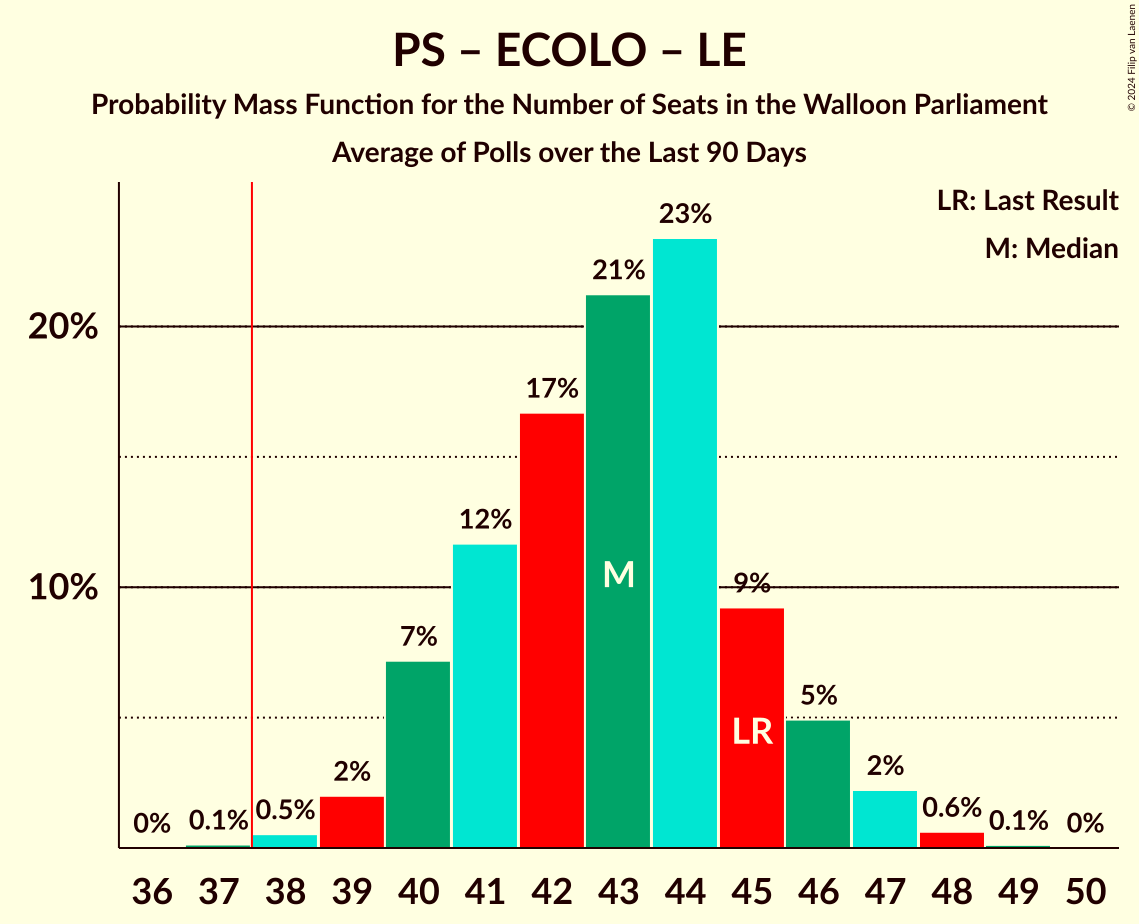 PS – ECOLO – LE
Probability Mass Function for the Number of Seats in the Walloon Parliament
Average of Polls over the Last 90 Days
© 2024 Filip van Laenen
LR: Last Result
M: Median
20%
10%
0%
0.1%
0.5%
2%
7%
12%
17%
21%
23%
9%
5%
2%
0.6%
0.1%
0%
M
LR
36 37 38 39 40 41 42 43 44 45 46 47 48 49 50